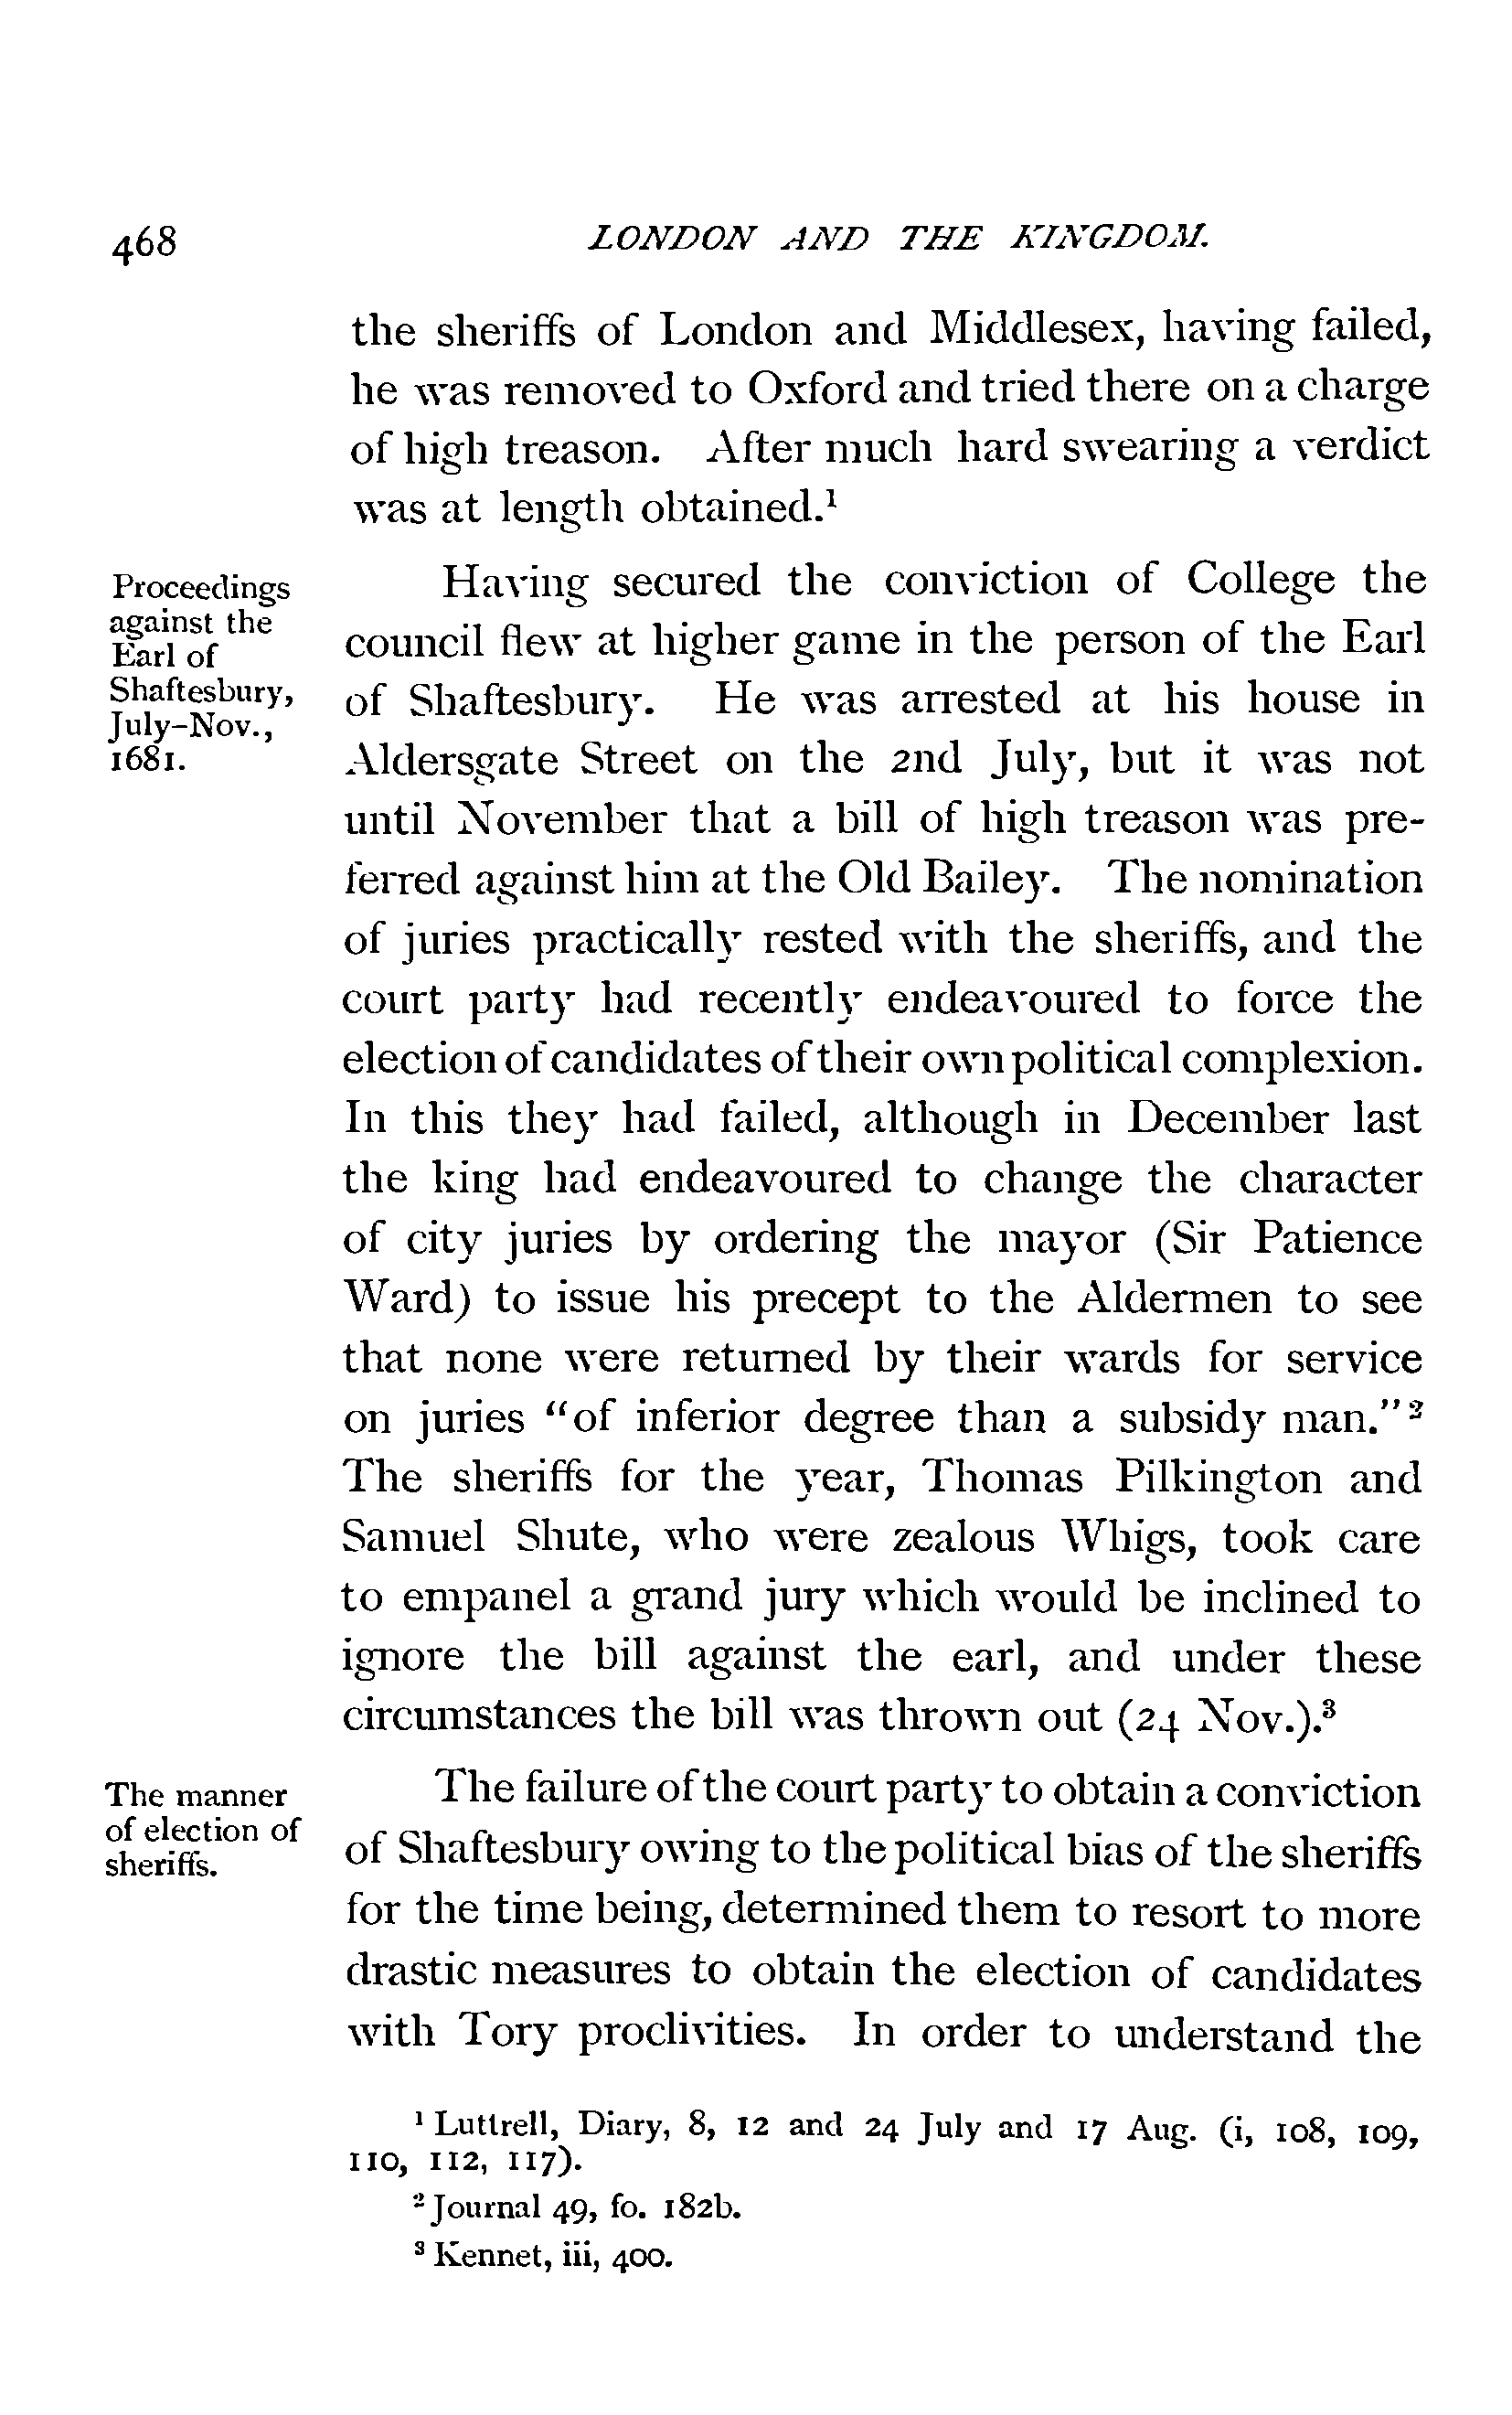 468 LONDON AND THE KINGDOM.
the sheriffs of London and Middlesex, having failed,
he was removed to Oxford and tried there on a charge
of high treason. After much hard swearing a verdict
was at length obtained.¹
Proceedings
against the
Earl of
Shaftesbury,
July-Nov.,
1681.
Having secured the conviction of College the
council flew at higher game in the person of the Earl
of Shaftesbury. He was arrested at his house in
Aldersgate Street on the 2nd July, but it was not
until November that a bill of high treason was pre-
ferred against him at the Old Bailey. The nomination
of juries practically rested with the sheriffs, and the
court party had recently endeavoured to force the
election of candidates of their own political complexion.
In this they had failed, although in December last
the king had endeavoured to change the character
of city juries by ordering the mayor (Sir Patience
Ward) to issue his precept to the Aldermen to see
that none were returned by their wards for service
on juries "of inferior degree than a subsidy man."²
The sheriffs for the year, Thomas Pilkington and
Samuel Shute, who were zealous Whigs, took care
to empanel a grand jury which would be inclined to
ignore the bill against the earl, and under these
circumstances the bill was thrown out (24 Nov.).³
The manner
of election of
sheriffs.
The failure of the court party to obtain a conviction
of Shaftesbury owing to the political bias of the sheriffs
for the time being, determined them to resort to more
drastic measures to obtain the election of candidates
with Tory proclivities. In order to understand the
¹ Luttrell, Diary, 8, 12 and 24 July and 17 Aug. (i, 108, 109,
110, 112, 117).
² Journal 49, fo. 182b.
³ Kennet, iii, 400.